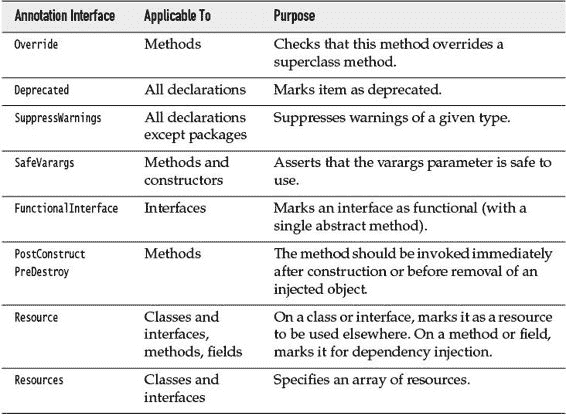 Annotation Interface Applicable To Purpose
Override Methods Checks that this method overrides a
superclass method.
Deprecated All declarations Marks item as deprecated.
SuppressWarnings All declarations Suppresses warnings of a given type.
except packages
SafeVarargs Methods and Asserts that the varargs parameter is safe to
constructors use.
FunctionalInterface Interfaces Marks an interface as functional (with a
single abstract method).
PostConstruct Methods The method should be invoked immediately
PreDestroy after construction or before removal of an
injected object.
Resource Classes and On a class or interface, marks it as a resource
interfaces, to be used elsewhere. On a method or field,
methods, fields marks it for dependency injection.
Resources Classes and Specifies an array of resources.
interfaces